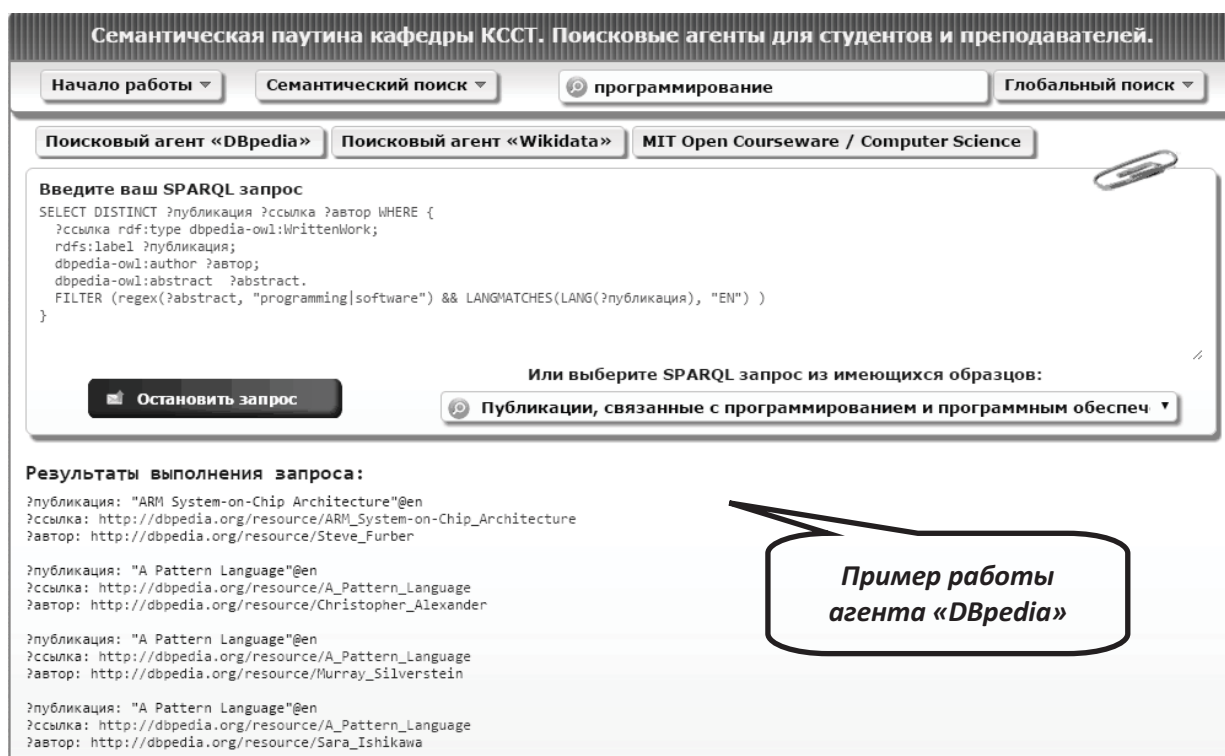 Семантическая паутина кафедры КССТ. Поисковые агенты для студентов и преподавателей.
Начало работы Семантический поиск программирование Глобальный поиск
Поисковый агент «DBpedia» Поисковый агент «Wikidata» MIT Open Courseware / Computer Science
Введите ваш SPARQL запрос
SELECT DISTINCT ?публикация ?ссылка ?автор WHERE {
?ссылка rdf:type dbpedia-owl:WrittenWork;
rdfs:label ?публикация;
dbpedia-owl:author ?автор;
dbpedia-owl:abstract ?abstract.
FILTER (regex(?abstract, "programming|software") && LANGMATCHES(LANG(?публикация), "EN") )
}
Или выберите SPARQL запрос из имеющихся образцов:
Остановить запрос
Публикации, связанные с программированием и программным обеспеч
Результаты выполнения запроса:
?публикация: "ARM System-on-Chip Architecture"@en
?ссылка: http://dbpedia.org/resource/ARM_System-on-Chip_Architecture
?автор: http://dbpedia.org/resource/Steve_Furber
?публикация: "A Pattern Language"@en
?ссылка: http://dbpedia.org/resource/A_Pattern_Language
?автор: http://dbpedia.org/resource/Christopher_Alexander
?публикация: "A Pattern Language"@en
?ссылка: http://dbpedia.org/resource/A_Pattern_Language
?автор: http://dbpedia.org/resource/Murray_Silverstein
?публикация: "A Pattern Language"@en
?ссылка: http://dbpedia.org/resource/A_Pattern_Language
?автор: http://dbpedia.org/resource/Sara_Ishikawa
Пример работы
агента «DBpedia»